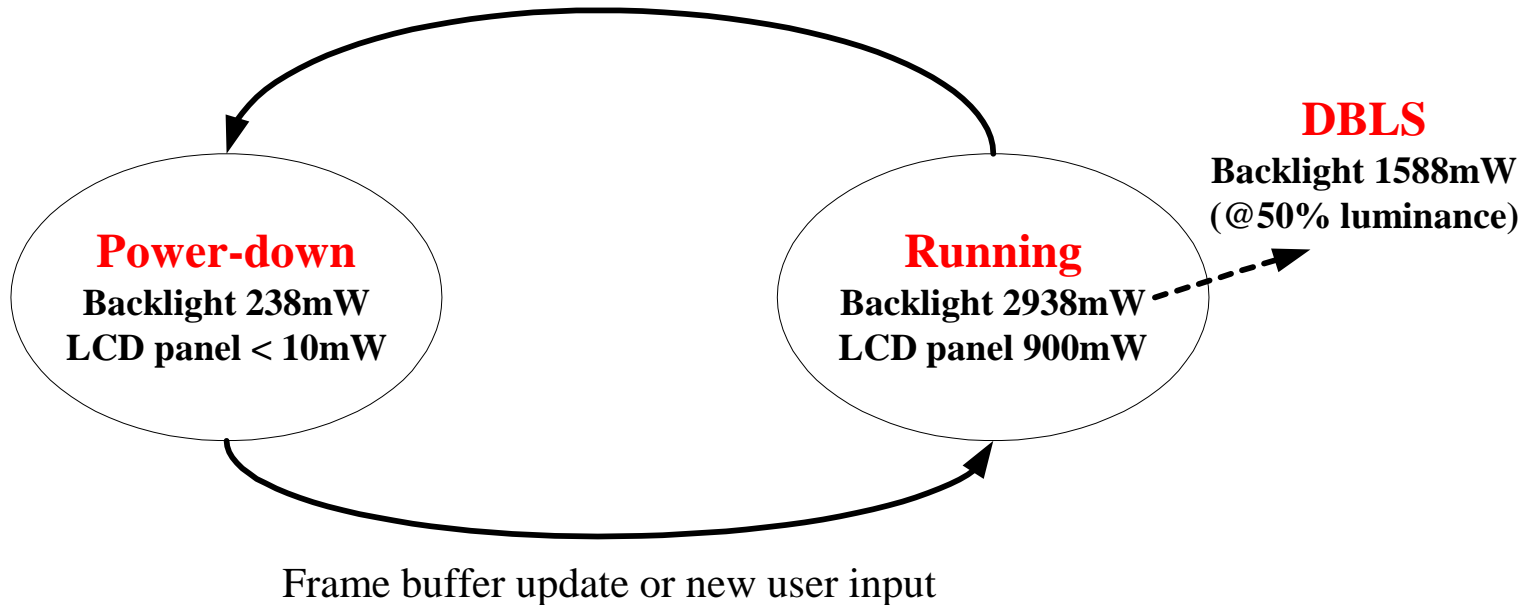 DBLS
Backlight 1588mW
(@50% luminance)
Power-down
Backlight 238mW
LCD panel < 10mW
Running
Backlight 2938mW
LCD panel 900mW
Frame buffer update or new user input